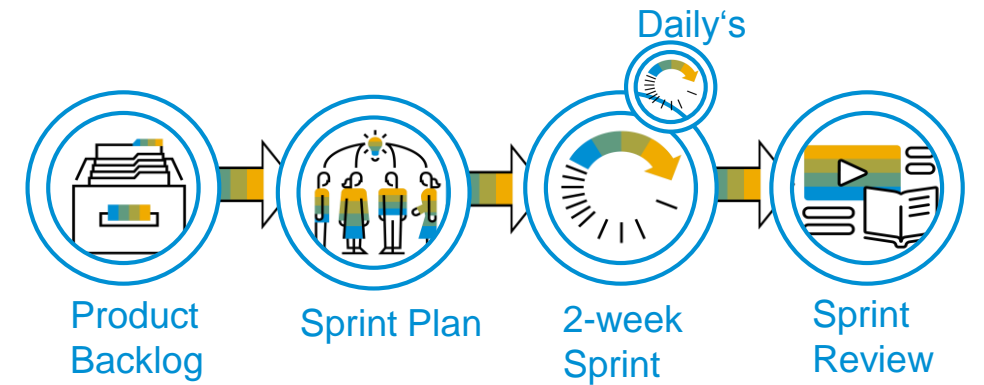 Daily‘s
Product
Backlog
Sprint Plan
2-week
Sprint
Sprint
Review